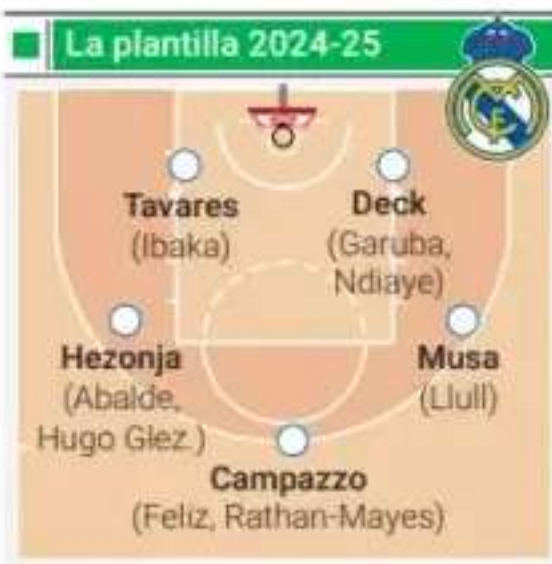 La plantilla 2024-25
Tavares
(Ibaka)
Deck
(Garuba,
Ndiaye)
Hezonja
(Abalde,
Hugo Glez.)
Musa
(Llull)
Campazzo
(Feliz, Rathan-Mayes)